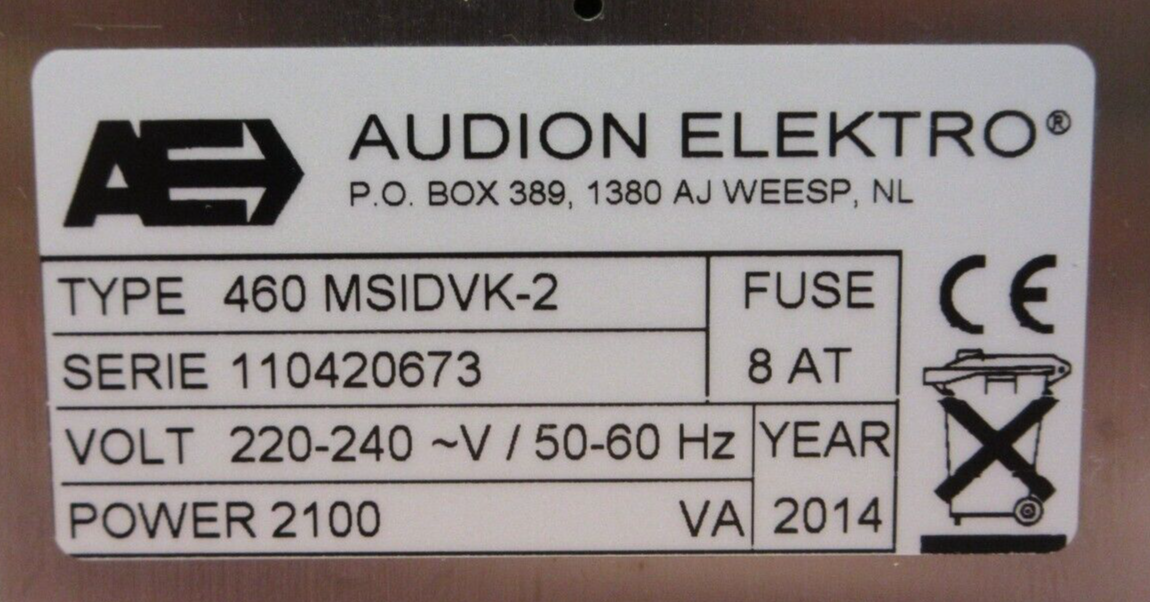 AE
AUDION ELEKTRO®
P.O. BOX 389, 1380 AJ WEESP, NL
TYPE 460 MSIDVK-2
FUSE
8 AT
SERIE 110420673
VOLT 220-240 ~V / 50-60 Hz
YEAR
2014
POWER 2100 VA
CE